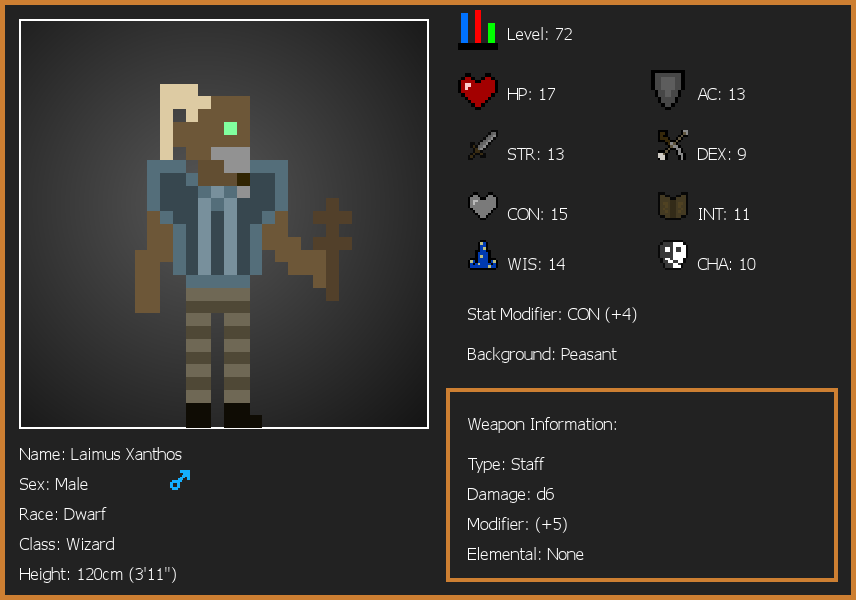 Level: 72
HP: 17
AC: 13
STR: 13
DEX: 9
CON: 15
INT: 11
WIS: 14
CHA: 10
Stat Modifier: CON (+4)
Background: Peasant
Weapon Information:
Type: Staff
Damage: d6
Modifier: (+5)
Elemental: None
Name: Laimus Xanthos
Sex: Male
Race: Dwarf
Class: Wizard
Height: 120cm (3'11")